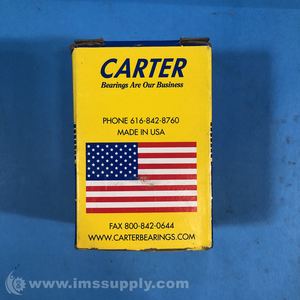 CARTER
Bearings Are Our Business
PHONE 616-842-8760
MADE IN USA
FAX 800-842-0644
WWW.CARTERBEARINGS.COM
© www.imssupply.com